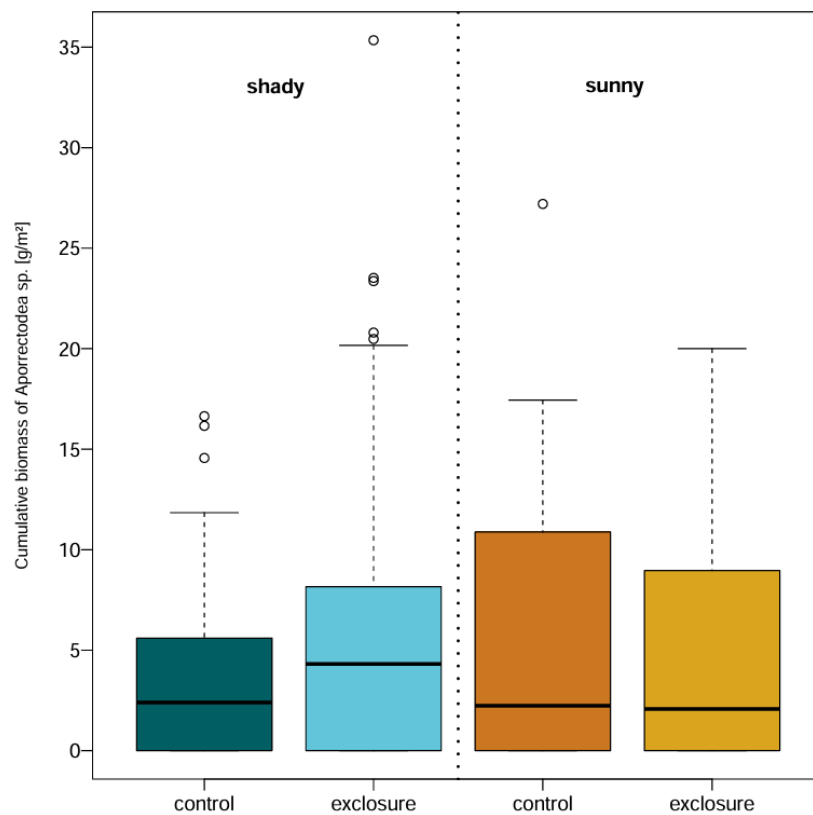 shady
sunny
Cumulative biomass of Aporrectodea sp. [g/m²]
35
30
25
20
15
10
5
0
control
exclosure
control
exclosure